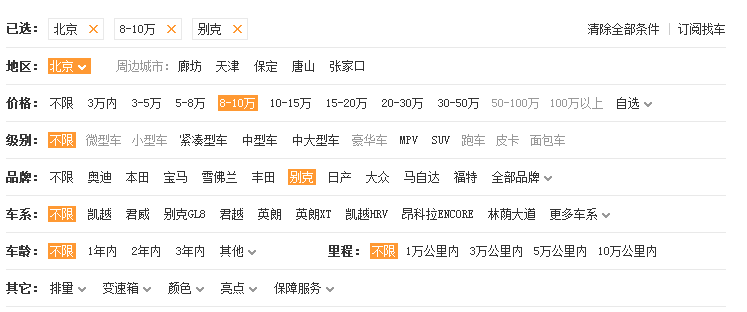 已选： 北京 × 8-10万 × 别克 × 清除全部条件 | 订阅找车
地区： 北京 周边城市： 廊坊 天津 保定 唐山 张家口
价格： 不限 3万内 3-5万 5-8万 8-10万 10-15万 15-20万 20-30万 30-50万 50-100万 100万以上 自选
级别： 不限 微型车 小型车 紧凑型车 中型车 中大型车 豪华车 MPV SUV 跑车 皮卡 面包车
品牌： 不限 奥迪 本田 宝马 雪佛兰 丰田 别克 日产 大众 马自达 福特 全部品牌
车系： 不限 凯越 君威 别克GL8 君越 英朗 英朗XT 凯越HRV 昂科拉ENCORE 林荫大道 更多车系
车龄： 不限 1年内 2年内 3年内 其他 里程： 不限 1万公里内 3万公里内 5万公里内 10万公里内
其它： 排量 变速箱 颜色 亮点 保障服务